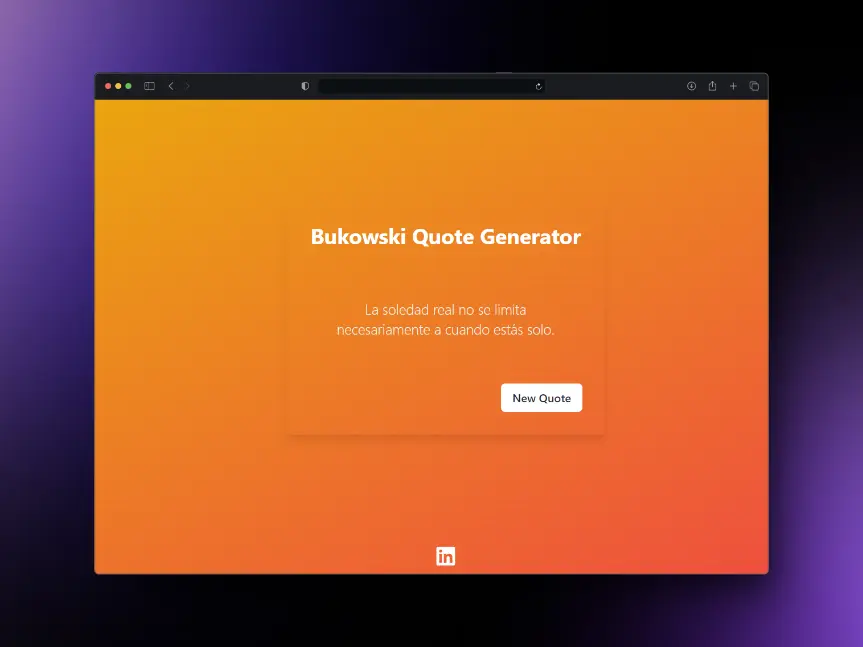 Bukowski Quote Generator
La soledad real no se limita
necesariamente a cuando estás solo.
New Quote
in